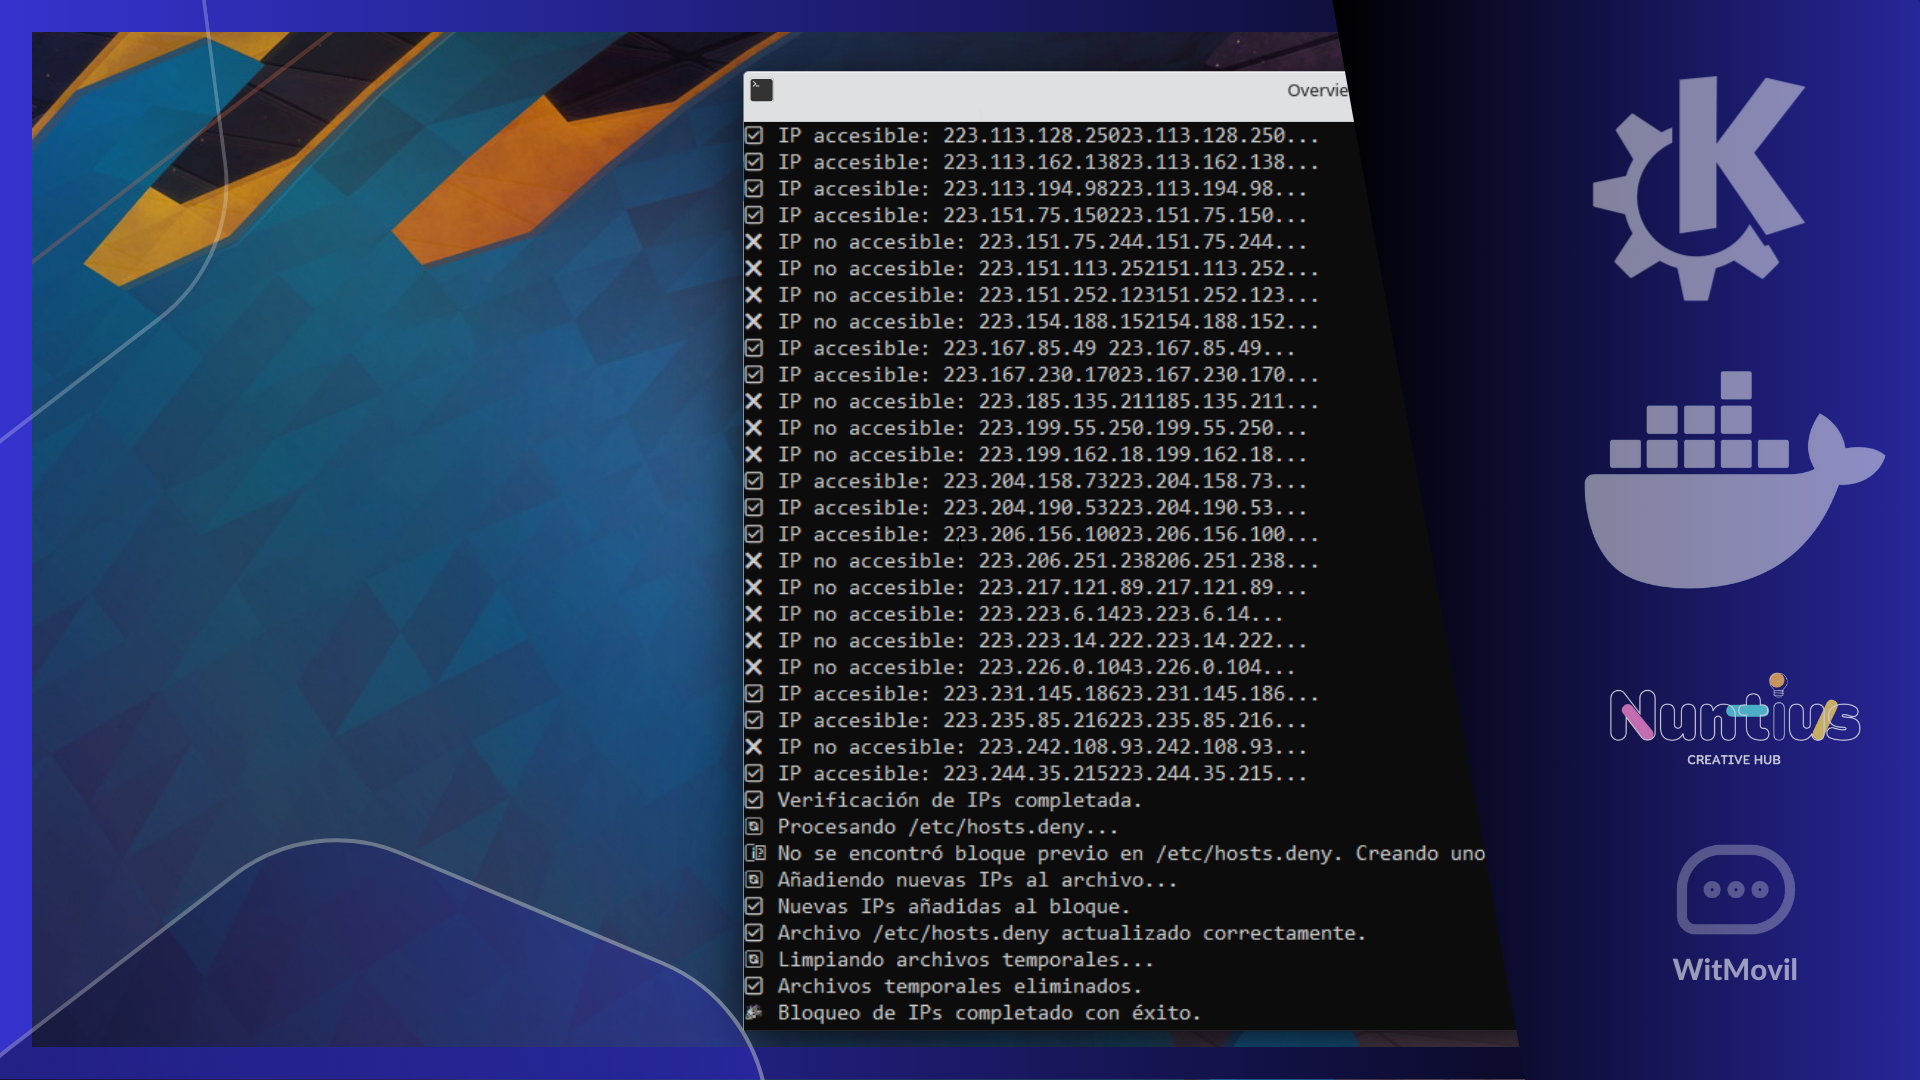 Overvie
IP accesible: 223.113.128.25023.113.128.250...
IP accesible: 223.113.162.13823.113.162.138...
IP accesible: 223.113.194.98223.113.194.98...
IP accesible: 223.151.75.150223.151.75.150...
IP no accesible: 223.151.75.244.151.75.244...
IP no accesible: 223.151.113.252151.113.252...
IP no accesible: 223.151.252.123151.252.123...
IP no accesible: 223.154.188.152154.188.152...
IP accesible: 223.167.85.49 223.167.85.49...
IP accesible: 223.167.230.17023.167.230.170...
IP no accesible: 223.185.135.211185.135.211...
IP no accesible: 223.199.55.250.199.55.250...
IP no accesible: 223.199.162.18.199.162.18...
IP accesible: 223.204.158.73223.204.158.73...
IP accesible: 223.204.190.53223.204.190.53...
IP accesible: 223.206.156.10023.206.156.100...
IP no accesible: 223.206.251.238206.251.238...
IP no accesible: 223.217.121.89.217.121.89...
IP no accesible: 223.223.6.1423.223.6.14...
IP no accesible: 223.223.14.222.223.14.222...
IP no accesible: 223.226.0.1043.226.0.104...
IP accesible: 223.231.145.18623.231.145.186...
IP accesible: 223.235.85.216223.235.85.216...
IP no accesible: 223.242.108.93.242.108.93...
IP accesible: 223.244.35.215223.244.35.215...
Verificación de IPs completada.
Procesando /etc/hosts.deny...
No se encontró bloque previo en /etc/hosts.deny. Creando uno
Añadiendo nuevas IPs al archivo...
Nuevas IPs añadidas al bloque.
Archivo /etc/hosts.deny actualizado correctamente.
Limpiando archivos temporales...
Archivos temporales eliminados.
Bloqueo de IPs completado con éxito.
K
Nuntius
CREATIVE HUB
WitMovil